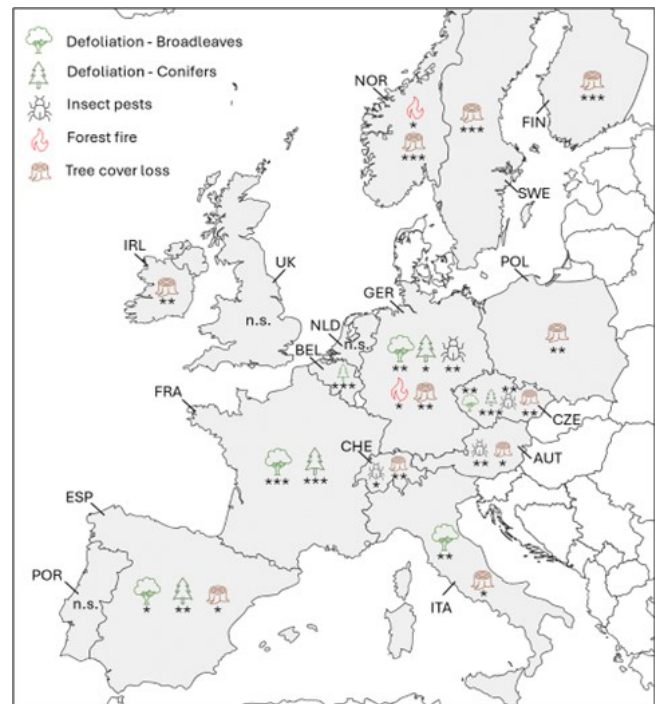 Defoliation - Broadleaves
Defoliation - Conifers
Insect pests
Forest fire
Tree cover loss
NOR
*
***
***
***
FIN
SWE
IRL
**
UK
n.s.
POL
**
GER
NLD
n.s.
BEL
***
** * **
* **
** **
*** **
CZE
FRA
*** ***
CHE
* **
** *
AUT
ESP
POR
n.s.
* ** *
**
*
ITA